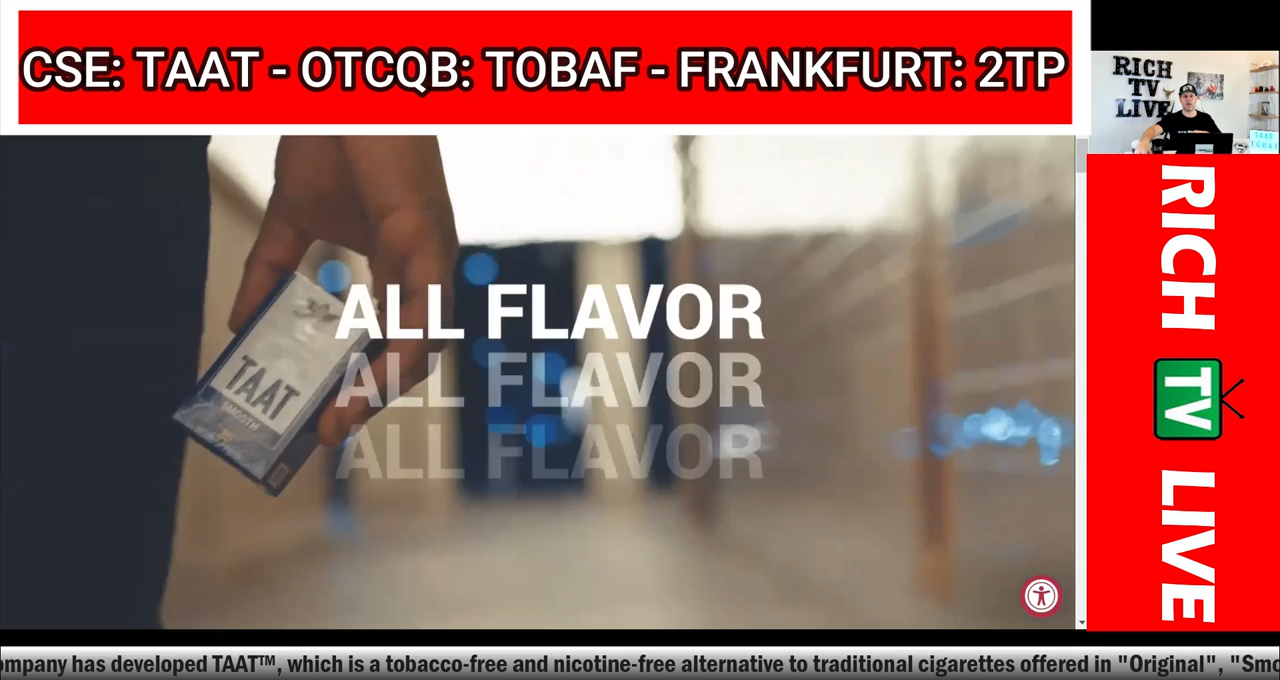 CSE: TAAT - OTCQB: TOBAF - FRANKFURT: 2TP
RICH
TV
LIVE
ALL FLAVOR
ALL FLAVOR
ALL FLAVOR
TAAT
SMOOTH
RICH TV LIVE
ompany has developed TAAT™, which is a tobacco-free and nicotine-free alternative to traditional cigarettes offered in "Original", "Smo